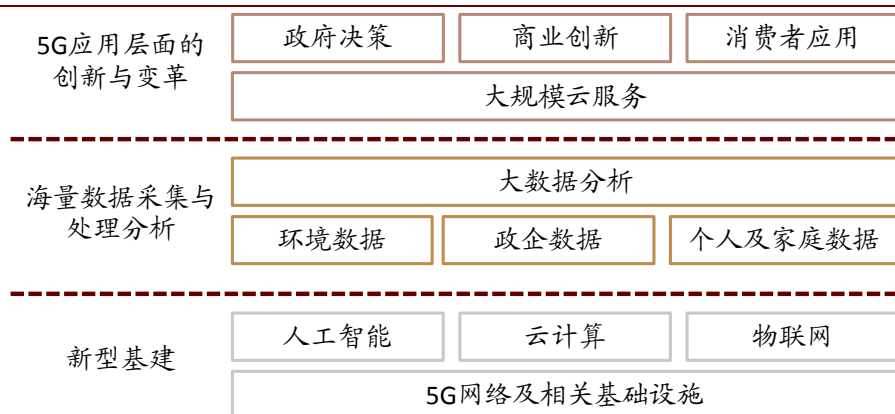 5G应用层面的
创新与变革
政府决策 商业创新 消费者应用
大规模云服务
海量数据采集与
处理分析
大数据分析
环境数据 政企数据 个人及家庭数据
新型基建
人工智能 云计算 物联网
5G网络及相关基础设施